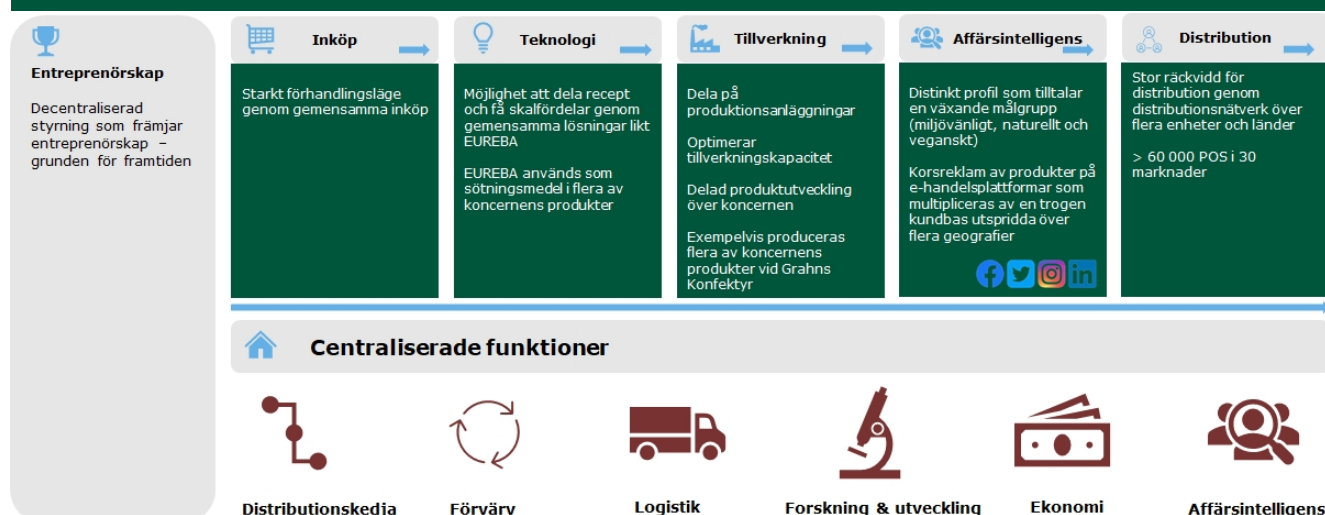 Entreprenörskap
Decentraliserad
styrning som främjar
entreprenörskap –
grunden för framtiden
Inköp
Starkt förhandlingsläge
genom gemensamma inköp
Teknologi
Möjlighet att dela recept
och få skalfördelar genom
gemensamma lösningar likt
EUREBA
EUREBA används som
sötningsmedel i flera av
koncernens produkter
Tillverkning
Dela på
produktionsanläggningar
Optimerar
tillverkningskapacitet
Delad produktutveckling
över koncernen
Exempelvis produceras
flera av koncernens
produkter vid Grahns
Konfektyr
Affärsintelligens
Distinkt profil som tilltalar
en växande målgrupp
(miljövänligt, naturellt och
veganskt)
Korsreklam av produkter på
e-handelsplattformar som
multipliceras av en trogen
kundbas utspridda över
flera geografier
in
Distribution
Stor räckvidd för
distribution genom
distributionsnätverk över
flera enheter och länder
> 60 000 POS i 30
marknader
Centraliserade funktioner
Distributionskedja
Förvärv
Logistik
Forskning & utveckling
Ekonomi
Affärsintelligens